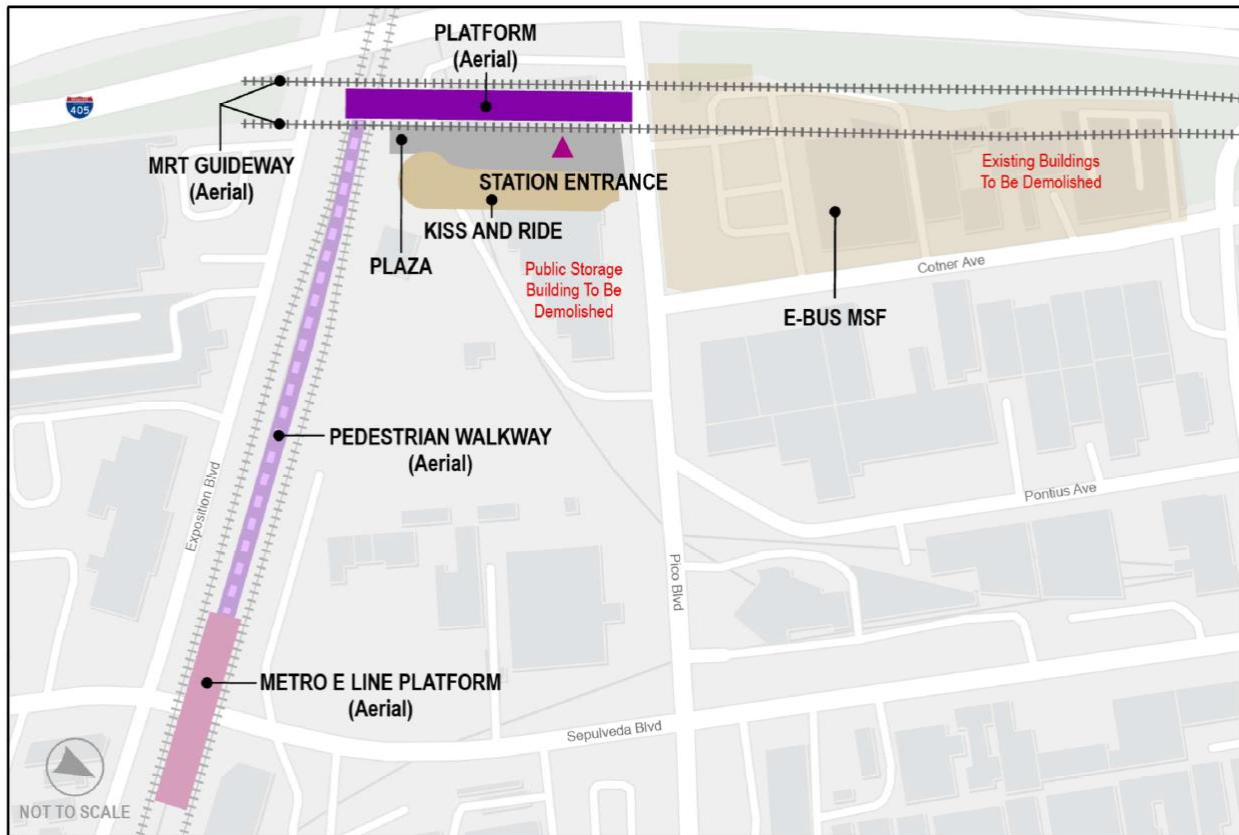 PLATFORM
(Aerial)
405
MRT GUIDEWAY
(Aerial)
STATION ENTRANCE
KISS AND RIDE
PLAZA
Public Storage
Building To Be
Demolished
Existing Buildings
To Be Demolished
Cotner Ave
E-BUS MSF
PEDESTRIAN WALKWAY
(Aerial)
Exposition Blvd
Pontius Ave
Pico Blvd
METRO E LINE PLATFORM
(Aerial)
Sepulveda Blvd
NOT TO SCALE